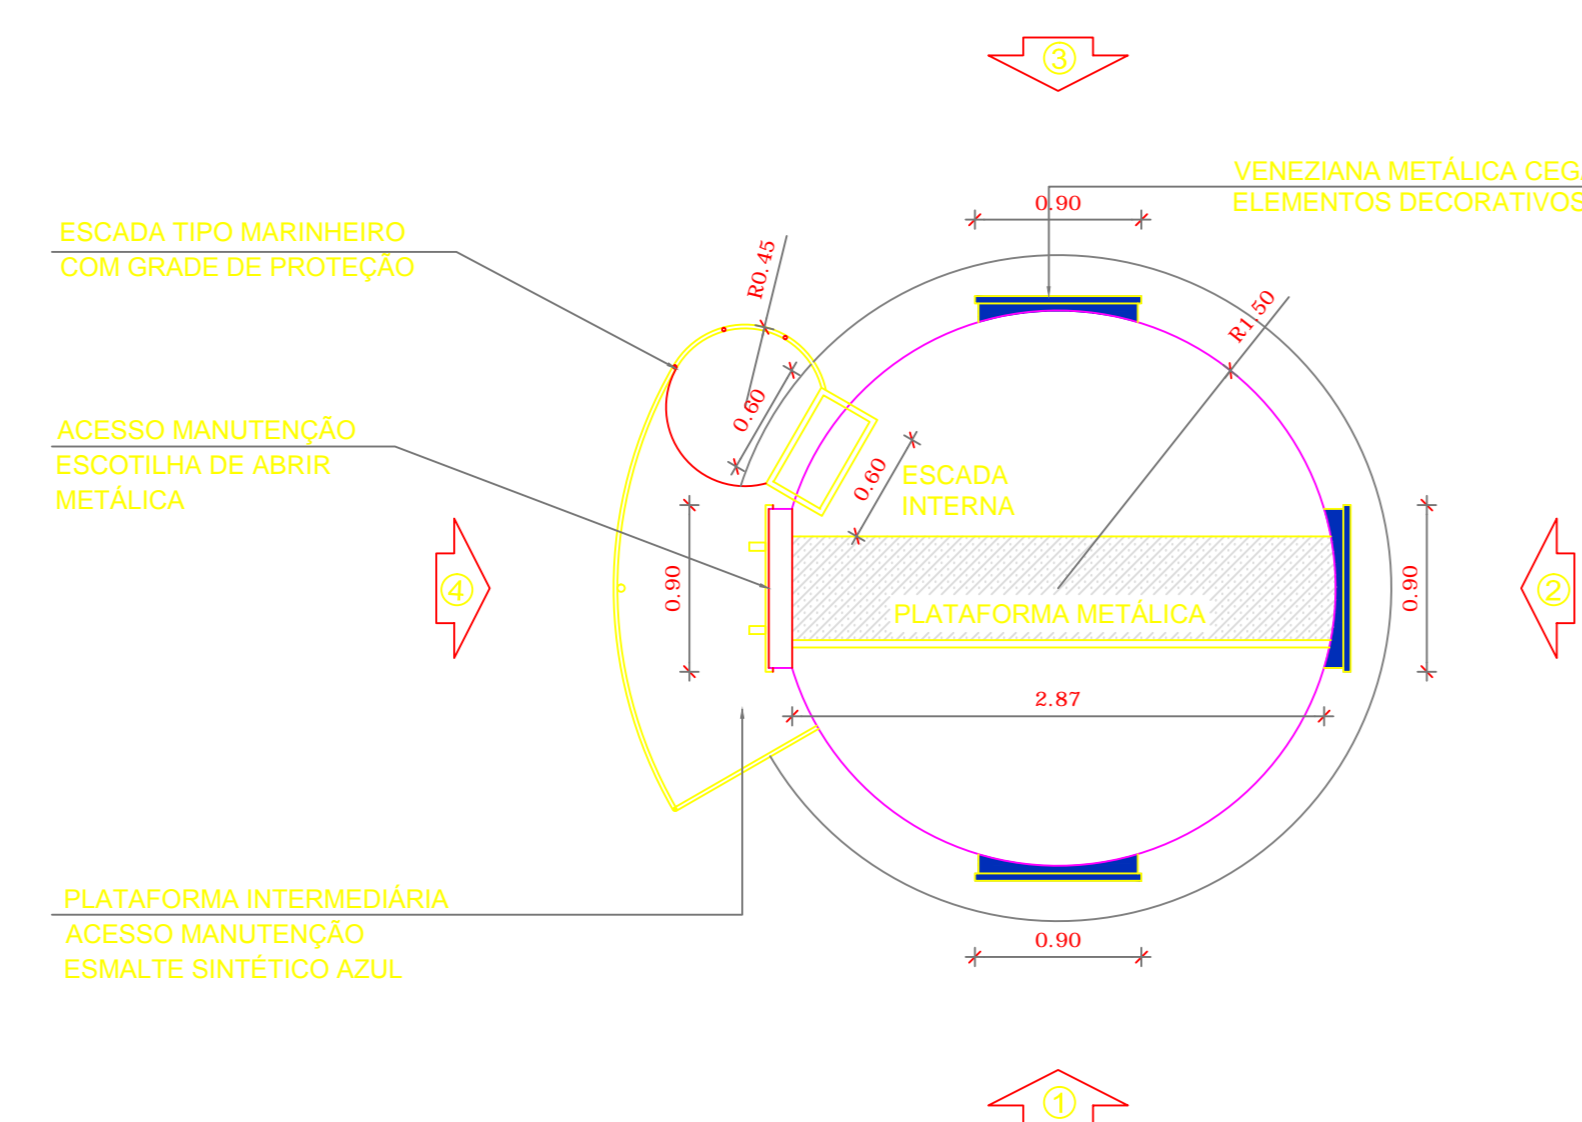 ③
VENEZIANA METÁLICA CEG
ELEMENTOS DECORATIVOS
0.90
ESCADA TIPO MARINHEIRO
COM GRADE DE PROTEÇÃO
R0.45
R1.50
0.60
ACESSO MANUTENÇÃO
ESCOTILHA DE ABRIR
METÁLICA
0.60
ESCADA
INTERNA
④
0.90
PLATAFORMA METÁLICA
0.90
②
2.87
PLATAFORMA INTERMEDIÁRIA
ACESSO MANUTENÇÃO
ESMALTE SINTÉTICO AZUL
0.90
①